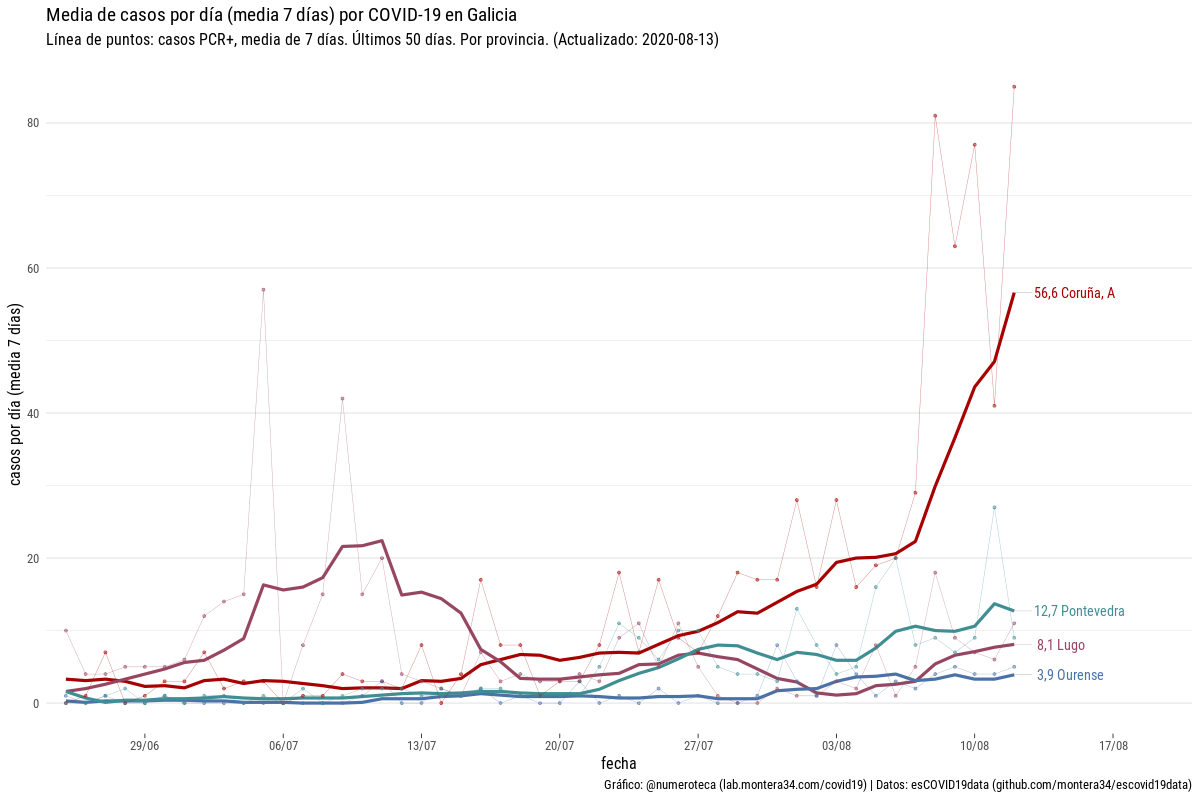 Media de casos por día (media 7 días) por COVID-19 en Galicia
Línea de puntos: casos PCR+, media de 7 días. Últimos 50 días. Por provincia. (Actualizado: 2020-08-13)
casos por día (media 7 días)
80
60
40
20
0
56,6 Coruña, A
12,7 Pontevedra
8,1 Lugo
3,9 Ourense
29/06
06/07
13/07
20/07
27/07
03/08
10/08
17/08
fecha
Gráfico: @numeroteca (lab.montera34.com/covid19) | Datos: esCOVID19data (github.com/montera34/escovid19data)